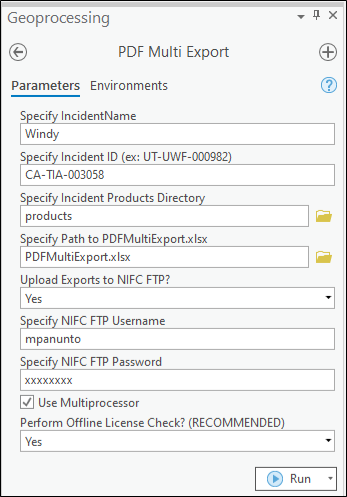 Geoprocessing
PDF Multi Export
Parameters Environments
Specify IncidentName
Windy
Specify Incident ID (ex: UT-UWF-000982)
CA-TIA-003058
Specify Incident Products Directory
products
Specify Path to PDFMultiExport.xlsx
PDFMultiExport.xlsx
Upload Exports to NIFC FTP?
Yes
Specify NIFC FTP Username
mpanunto
Specify NIFC FTP Password
xxxxxxxx
Use Multiprocessor
Perform Offline License Check? (RECOMMENDED)
Yes
Run